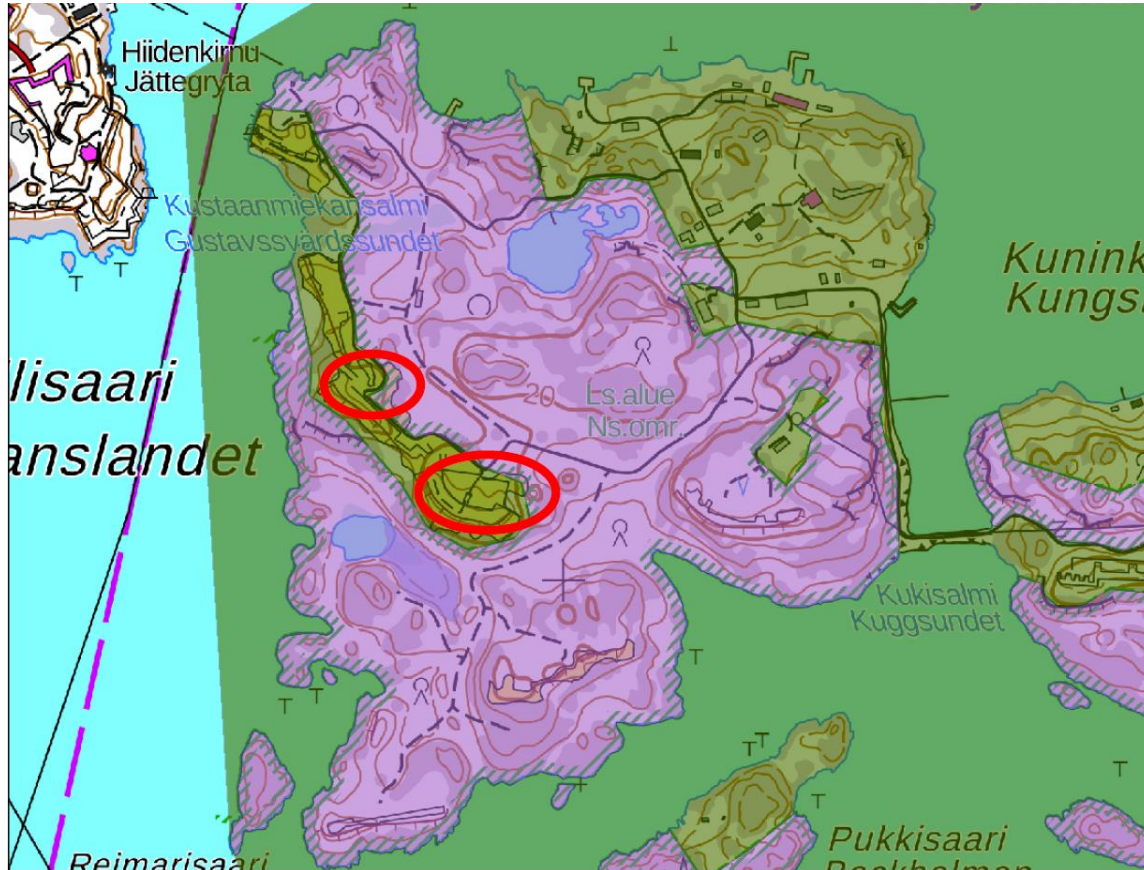 Hiidenkirnu
Jättegryta
Kustaanmiekansalmi
Gustavssvärdssundet
Kunink
Kungs
lisaari
anslandet
20
Ls.alue
Ns.omr.
Kukisalmi
Kuggsundet
Pukkisaari
Reimarisaari